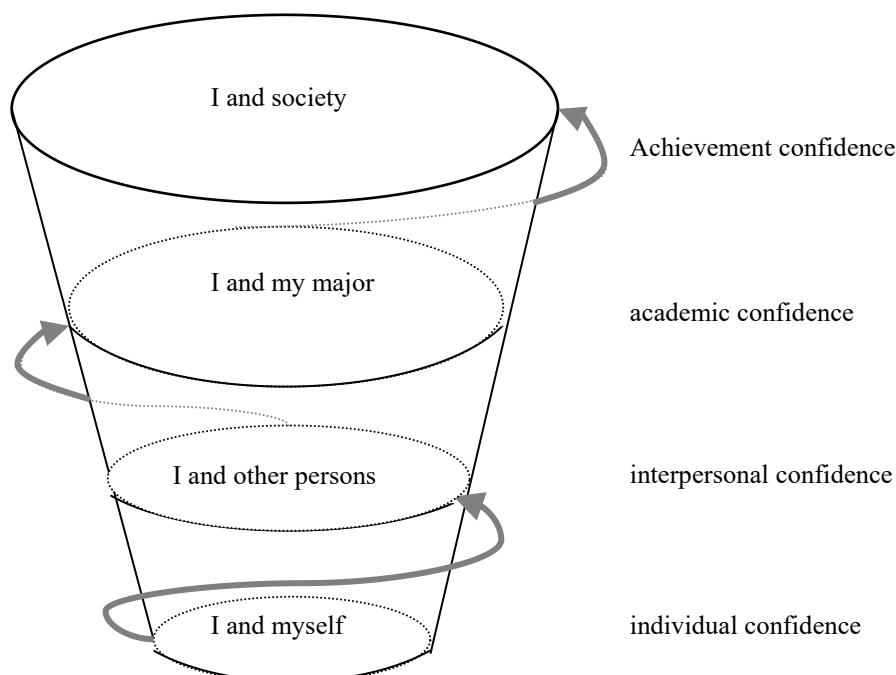 I and society
Achievement confidence
I and my major
academic confidence
I and other persons
interpersonal confidence
I and myself
individual confidence